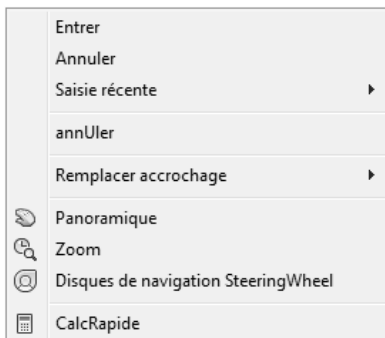 Entrer
Annuler
Saisie récente
annUler
Remplacer accrochage
Panoramique
Zoom
Disques de navigation SteeringWheel
CalcRapide